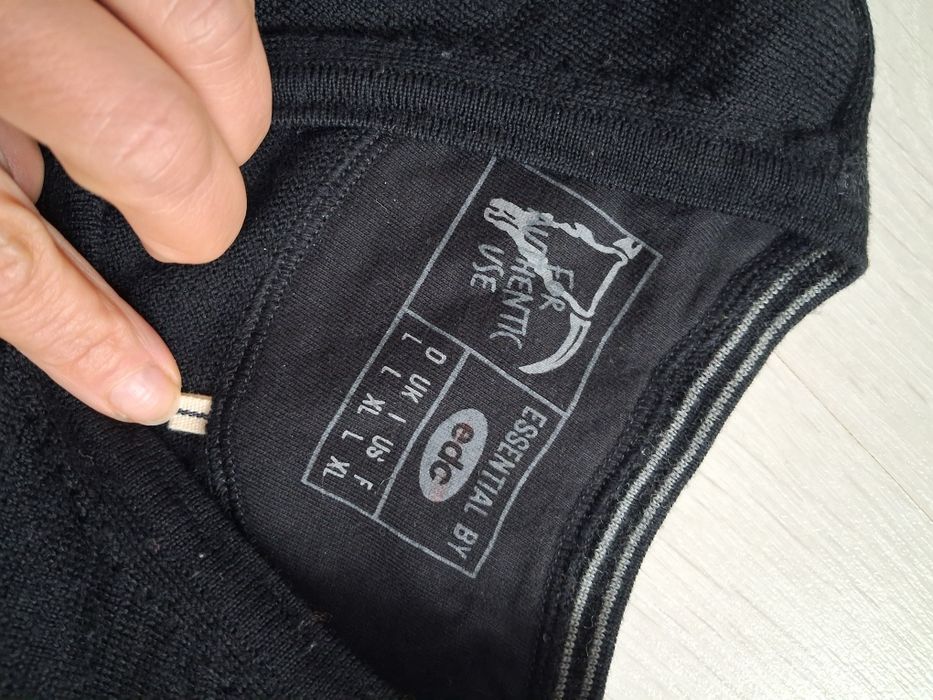 FOR
AUTHENTIC
USE
ESSENTIAL BY
edc
D UK I US F
L L XL L XL